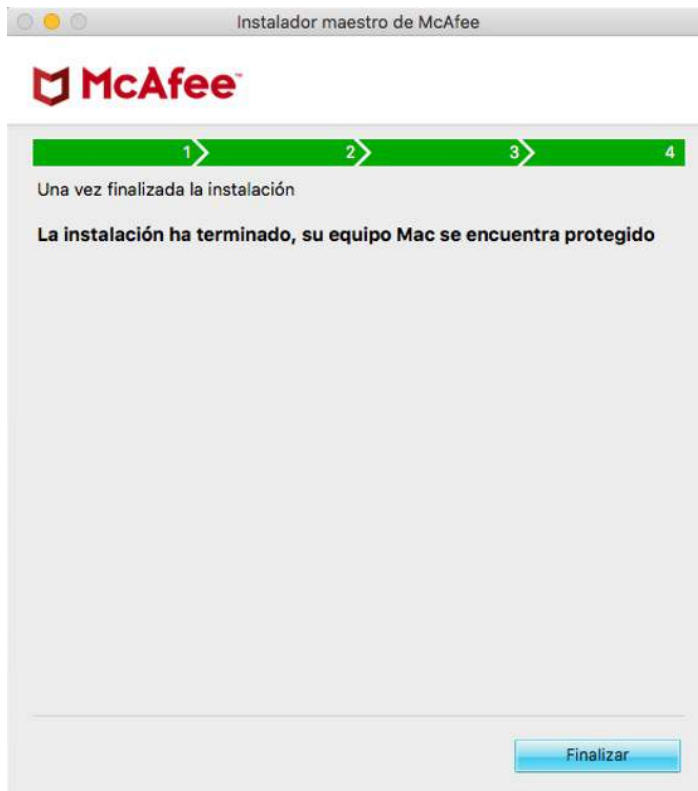 Instalador maestro de McAfee
McAfee™
1 2 3 4
Una vez finalizada la instalación
La instalación ha terminado, su equipo Mac se encuentra protegido
Finalizar